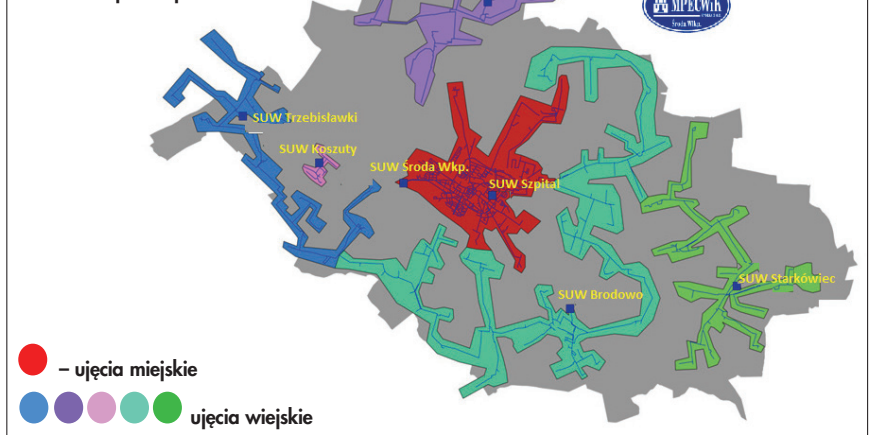 MPECWiK
Środa Wlkp.
SUW Trzebisławki
SUW Koszuty
SUW Środa Wkp.
SUW Szpital
SUW Starkówiec
SUW Brodowo
– ujęcia miejskie
ujęcia wiejskie